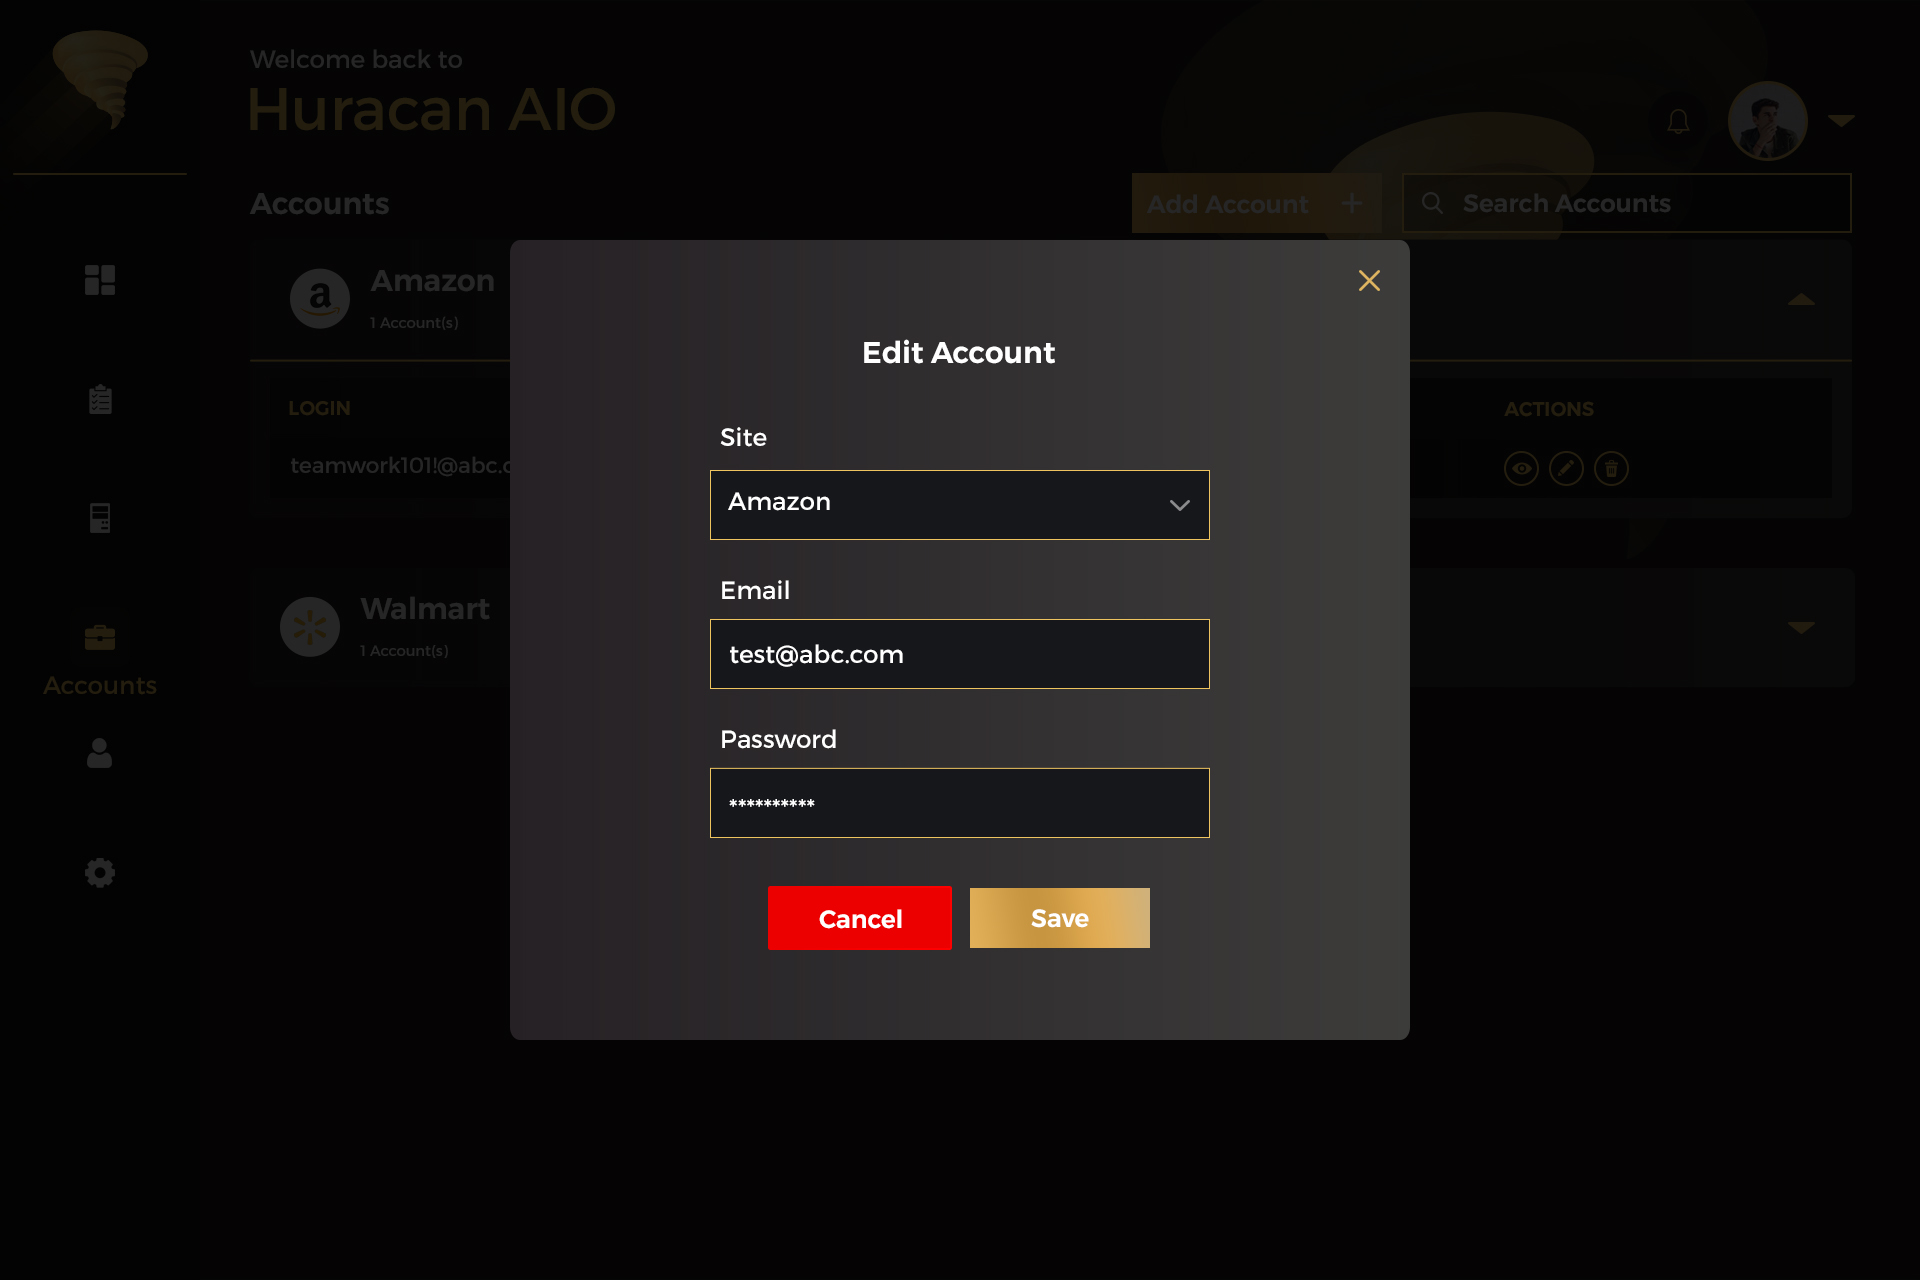 Welcome back to
Huracan AIO
Accounts
Add Account +
Search Accounts
Amazon
1 Account(s)
LOGIN
ACTIONS
teamwork101!@abc.c
Walmart
1 Account(s)
Accounts
Edit Account
Site
Amazon
Email
test@abc.com
Password
**********
Cancel
Save